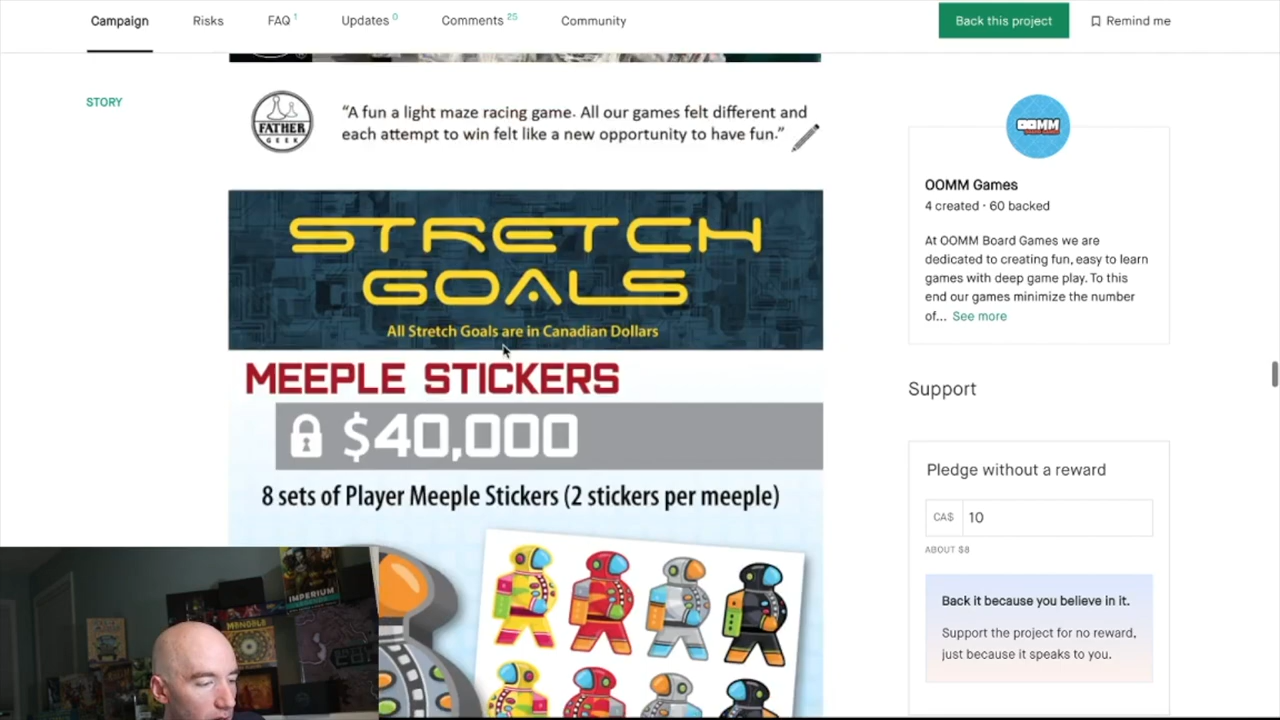 Campaign
Risks
FAQ 1
Updates 0
Comments 25
Community
Back this project
Remind me
STORY
FATHER
GEEK
“A fun a light maze racing game. All our games felt different and
each attempt to win felt like a new opportunity to have fun.”
STRETCH
GOALS
All Stretch Goals are in Canadian Dollars
MEEPLE STICKERS
$40,000
8 sets of Player Meeple Stickers (2 stickers per meeple)
OOMM
OOMM Games
4 created · 60 backed
At OOMM Board Games we are
dedicated to creating fun, easy to learn
games with deep game play. To this
end our games minimize the number
of... See more
Support
Pledge without a reward
CA$ 10
ABOUT $8
Back it because you believe in it.
Support the project for no reward,
just because it speaks to you.
IMPERIUM
MANDALA